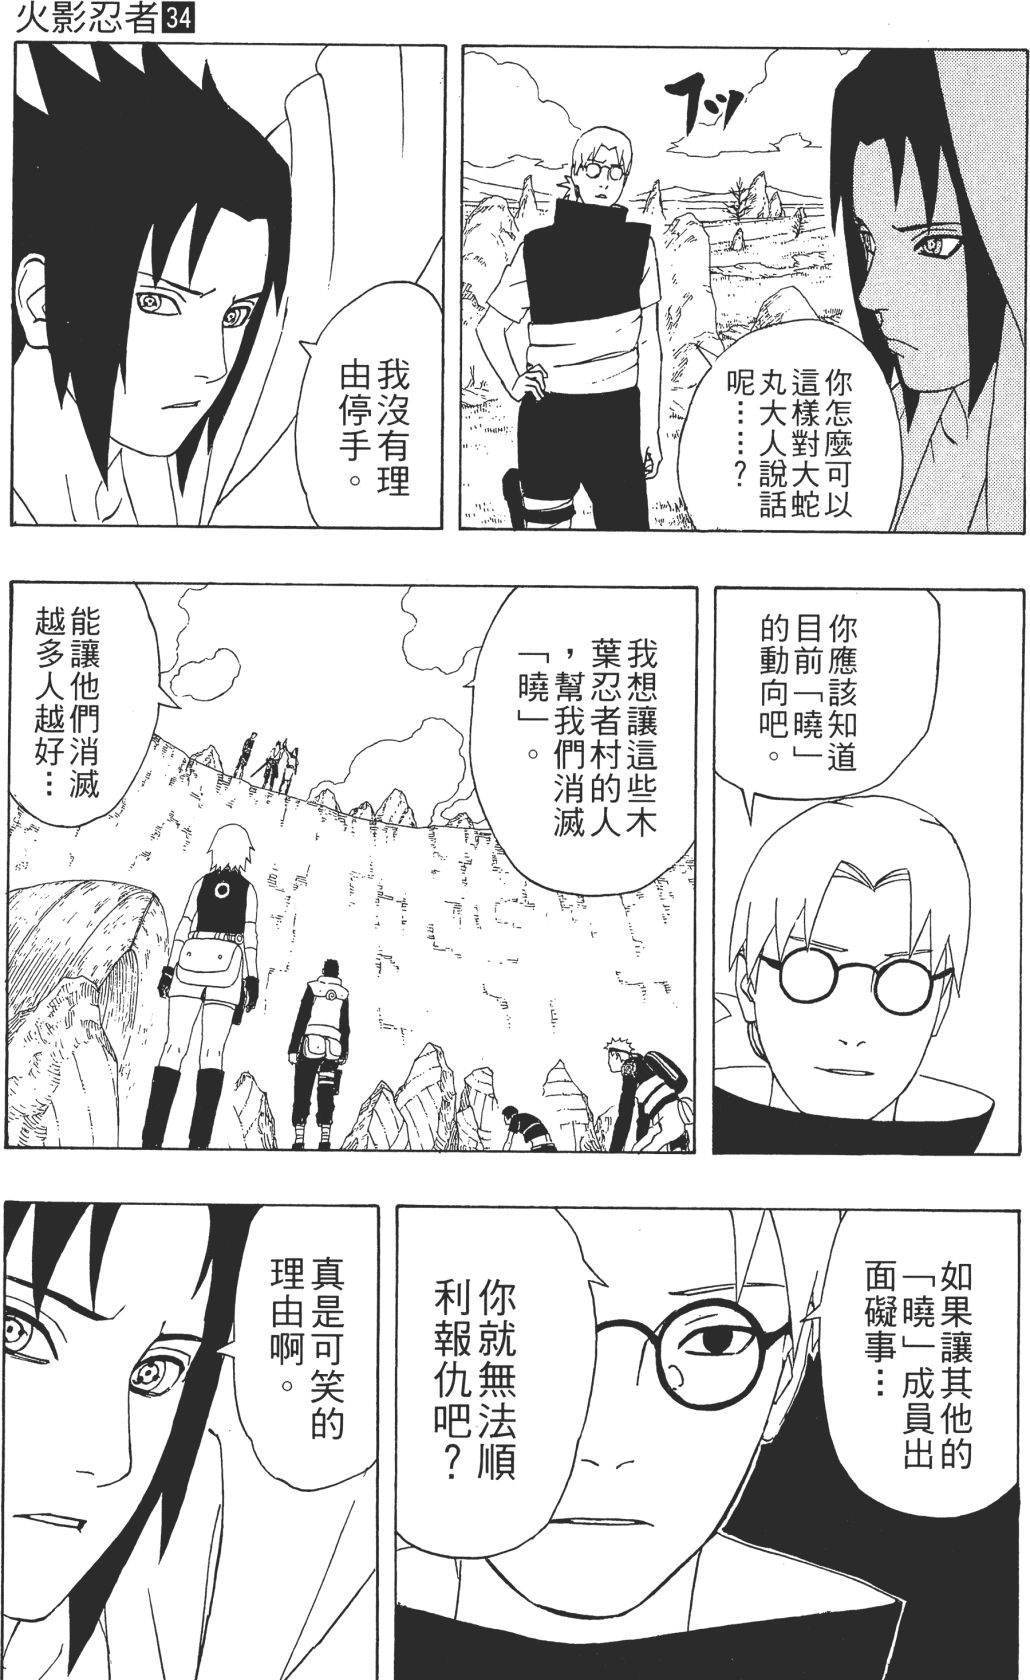 火影忍者34
ブッ
你怎麼可以
這樣對大蛇
丸大人說話
呢……?
我沒有理
由停手。
你應該知道
目前「曉」
的動向吧。
我想讓這些木
葉忍者村的人
，幫我們消滅
「曉」。
能讓他們消滅
越多人越好…
如果讓其他的
「曉」成員出
面礙事…
你就無法順
利報仇吧?
真是可笑的
理由啊。